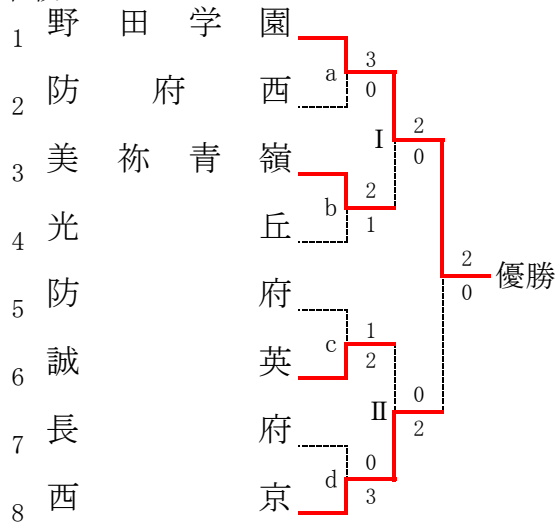 1 野田学園
a 3
0
2 防府西
I 2
0
3 美祢青嶺
b 2
1
4 光丘
2
0
優勝
5 防府
c 1
2
6 誠英
II 0
2
7 長府
d 0
3
8 西京